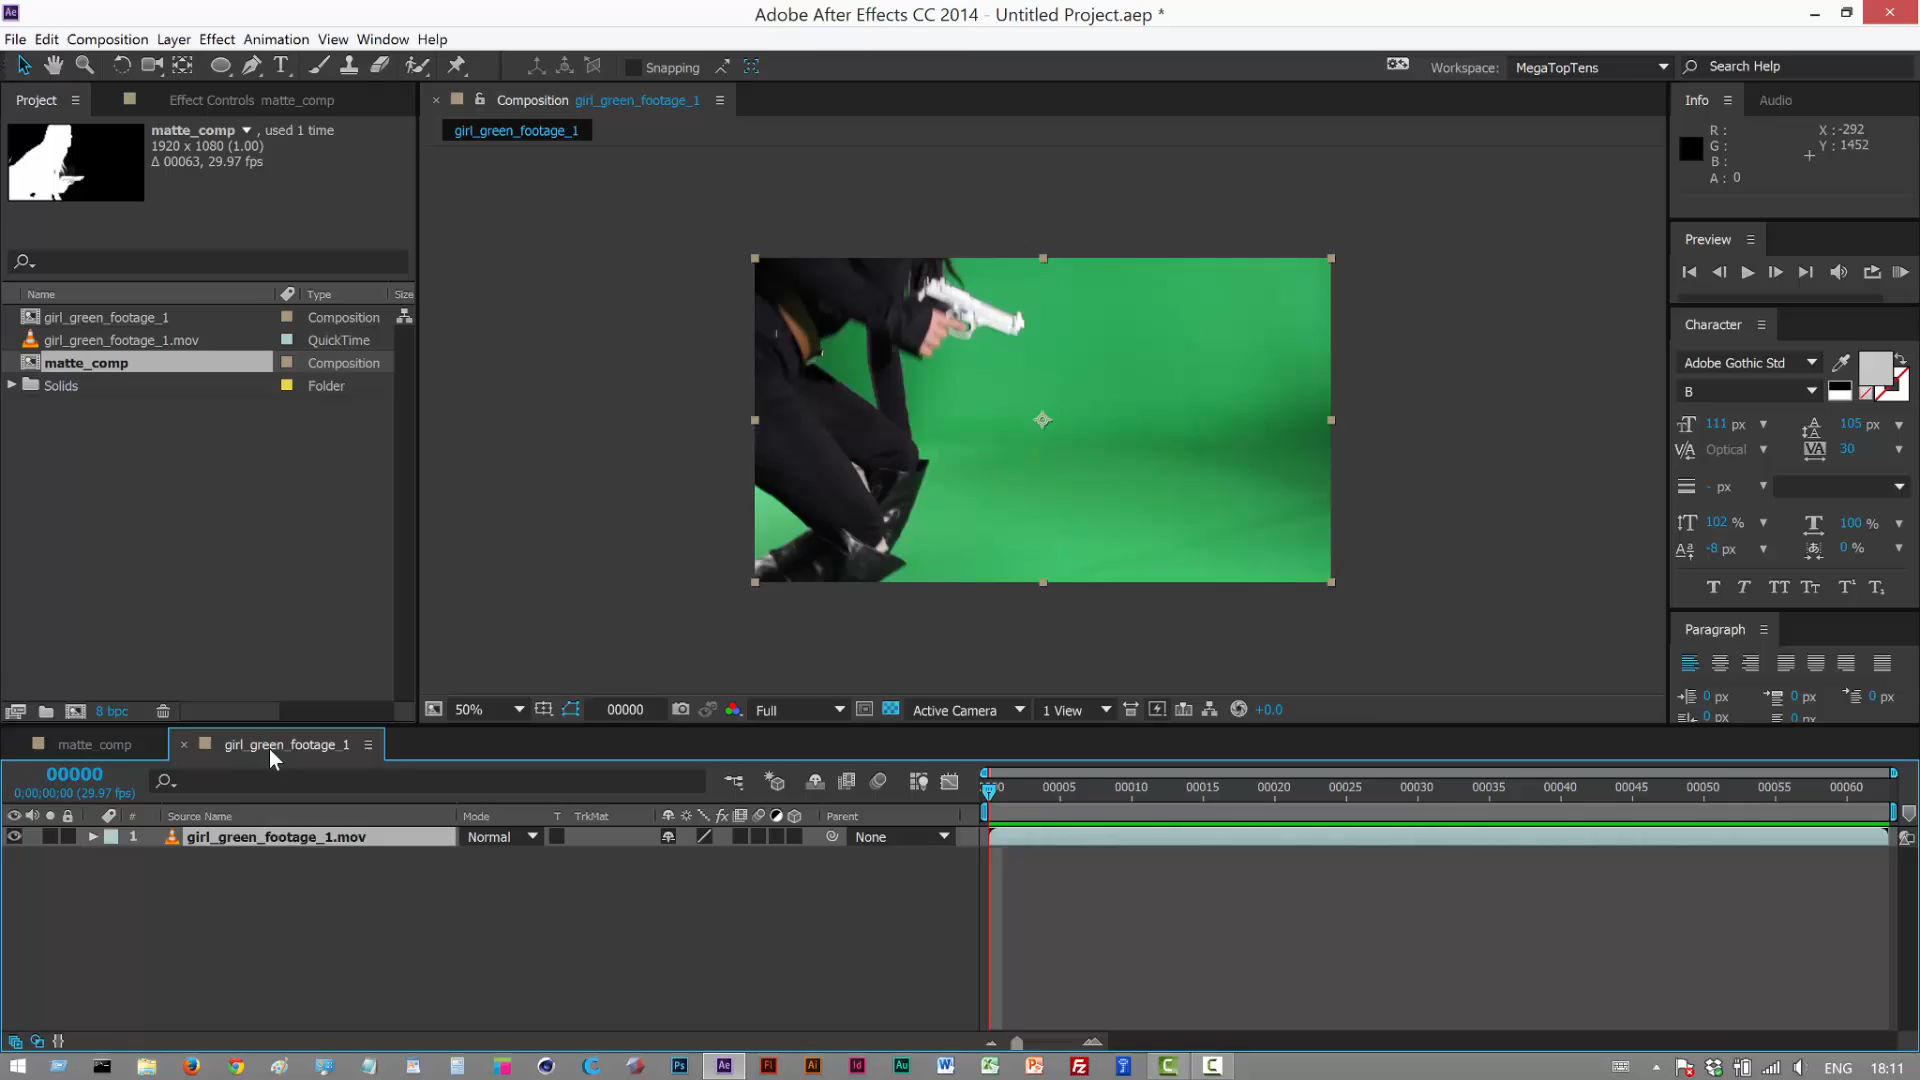 Adobe After Effects CC 2014 - Untitled Project.aep *
File Edit Composition Layer Effect Animation View Window Help
Snapping
Workspace: MegaTopTens
Search Help
Project
Effect Controls matte_comp
matte_comp , used 1 time
1920 x 1080 (1.00)
Δ 00063, 29.97 fps
Name Type Size
girl_green_footage_1 Composition
girl_green_footage_1.mov QuickTime
matte_comp Composition
Solids Folder
8 bpc
Composition girl_green_footage_1
girl_green_footage_1
50% 00000 Full Active Camera 1 View +0.0
Info Audio
R: X : -292
G: Y : 1452
B:
A : 0
Preview
Character
Adobe Gothic Std
B
111 px 105 px
Optical 30
- px
102 % 100 %
-8 px 0 %
Paragraph
0 px 0 px 0 px
0 px 0 px
matte_comp girl_green_footage_1
00000
0;00;00;00 (29.97 fps)
# Source Name Mode T TrkMat Parent
1 girl_green_footage_1.mov Normal None
00005 00010 00015 00020 00025 00030 00035 00040 00045 00050 00055 00060
ENG 18:11